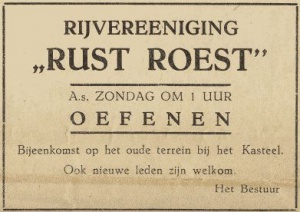 RIJVEREENIGING
„RUST ROEST”
A.s. ZONDAG OM 1 UUR
OEFENEN
Bijeenkomst op het oude terrein bij het Kasteel.
Ook nieuwe leden zijn welkom.
Het Bestuur